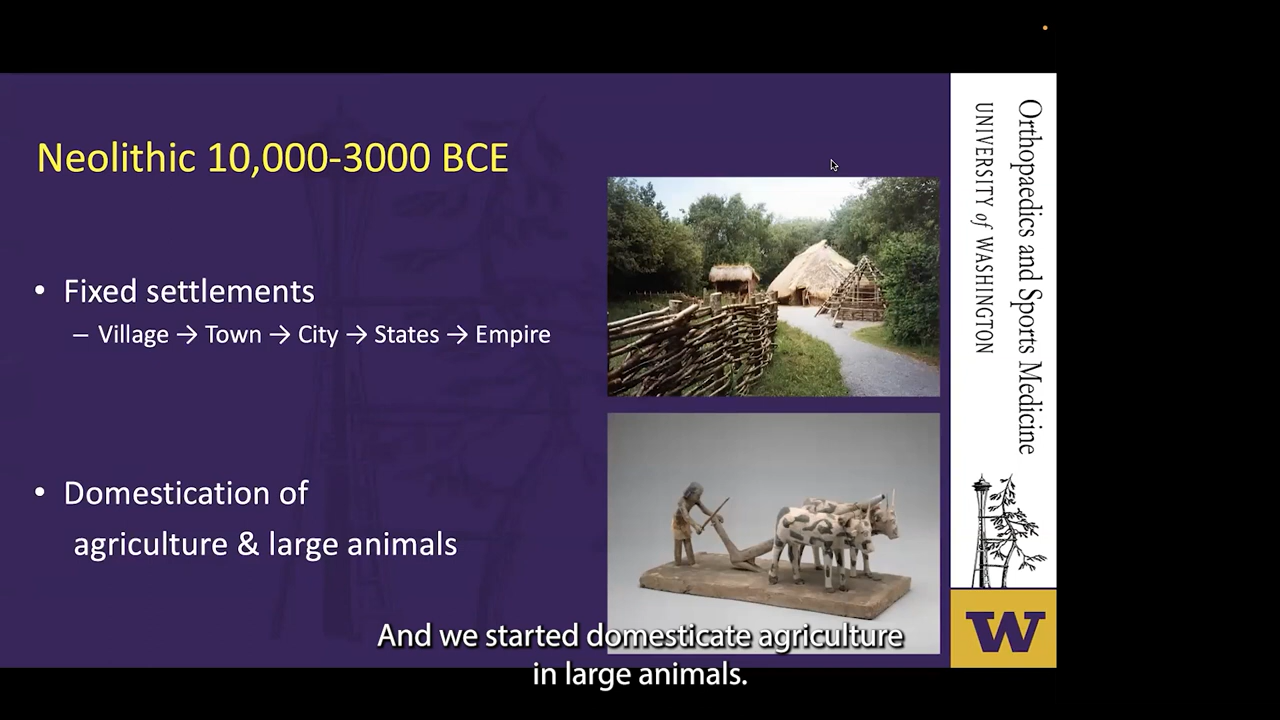 Neolithic 10,000-3000 BCE
• Fixed settlements
– Village → Town → City → States → Empire
• Domestication of
agriculture & large animals
Orthopaedics and Sports Medicine
UNIVERSITY of WASHINGTON
W
And we started domesticate agriculture
in large animals.